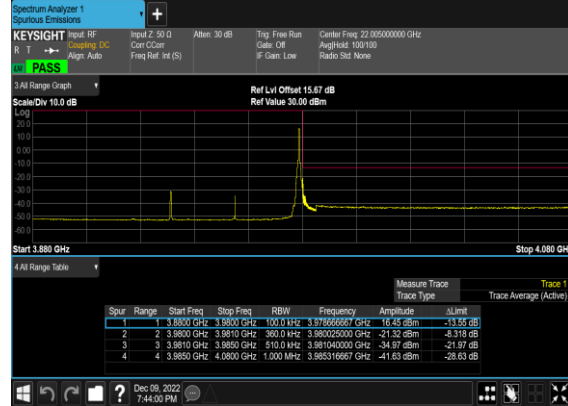 Spectrum Analyzer 1
Spurious Emissions
+
KEYSIGHT Input: RF Input Z: 50 Ω Atten: 30 dB Trig: Free Run Center Freq: 22.005000000 GHz
R T Coupling: DC Corr CCorr Gate: Off Avg|Hold: 100/100
Align: Auto Freq Ref: Int (S) IF Gain: Low Radio Std: None
PASS
3 All Range Graph
Ref Lvl Offset 15.67 dB
Scale/Div 10.0 dB Ref Value 30.00 dBm
Log
20.0
10.0
0.00
-10.0
-20.0
-30.0
-40.0
-50.0
-60.0
Start 3.880 GHz Stop 4.080 GH
4 All Range Table
Measure Trace Trace 1
Trace Type Trace Average (Active)
Spur Range Start Freq Stop Freq RBW Frequency Amplitude ΔLimit
1 1 3.8800 GHz 3.9800 GHz 100.0 kHz 3.978666667 GHz 16.45 dBm -13.55 dB
2 2 3.9800 GHz 3.9810 GHz 360.0 kHz 3.980025000 GHz -21.32 dBm -8.318 dB
3 3 3.9810 GHz 3.9850 GHz 510.0 kHz 3.981040000 GHz -34.97 dBm -21.97 dB
4 4 3.9850 GHz 4.0800 GHz 1.000 MHz 3.985316667 GHz -41.63 dBm -28.63 dB
? Dec 09, 2022
7:44:00 PM